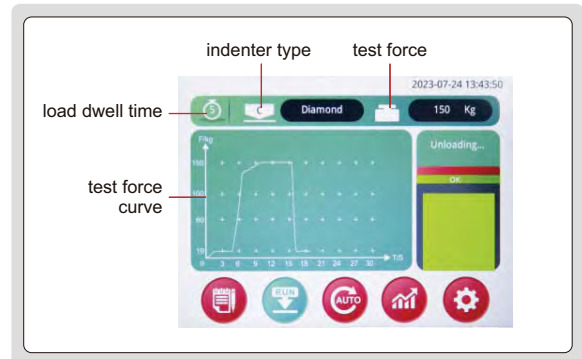 indenter type
test force
2023-07-24 13:43:50
load dwell time
S
C
Diamond
150 Kg
F/kg
Unloading...
OK
150
100
60
10
0 3 6 9 12 15 18 21 24 27 30 T/S
test force
curve
RUN
AUTO